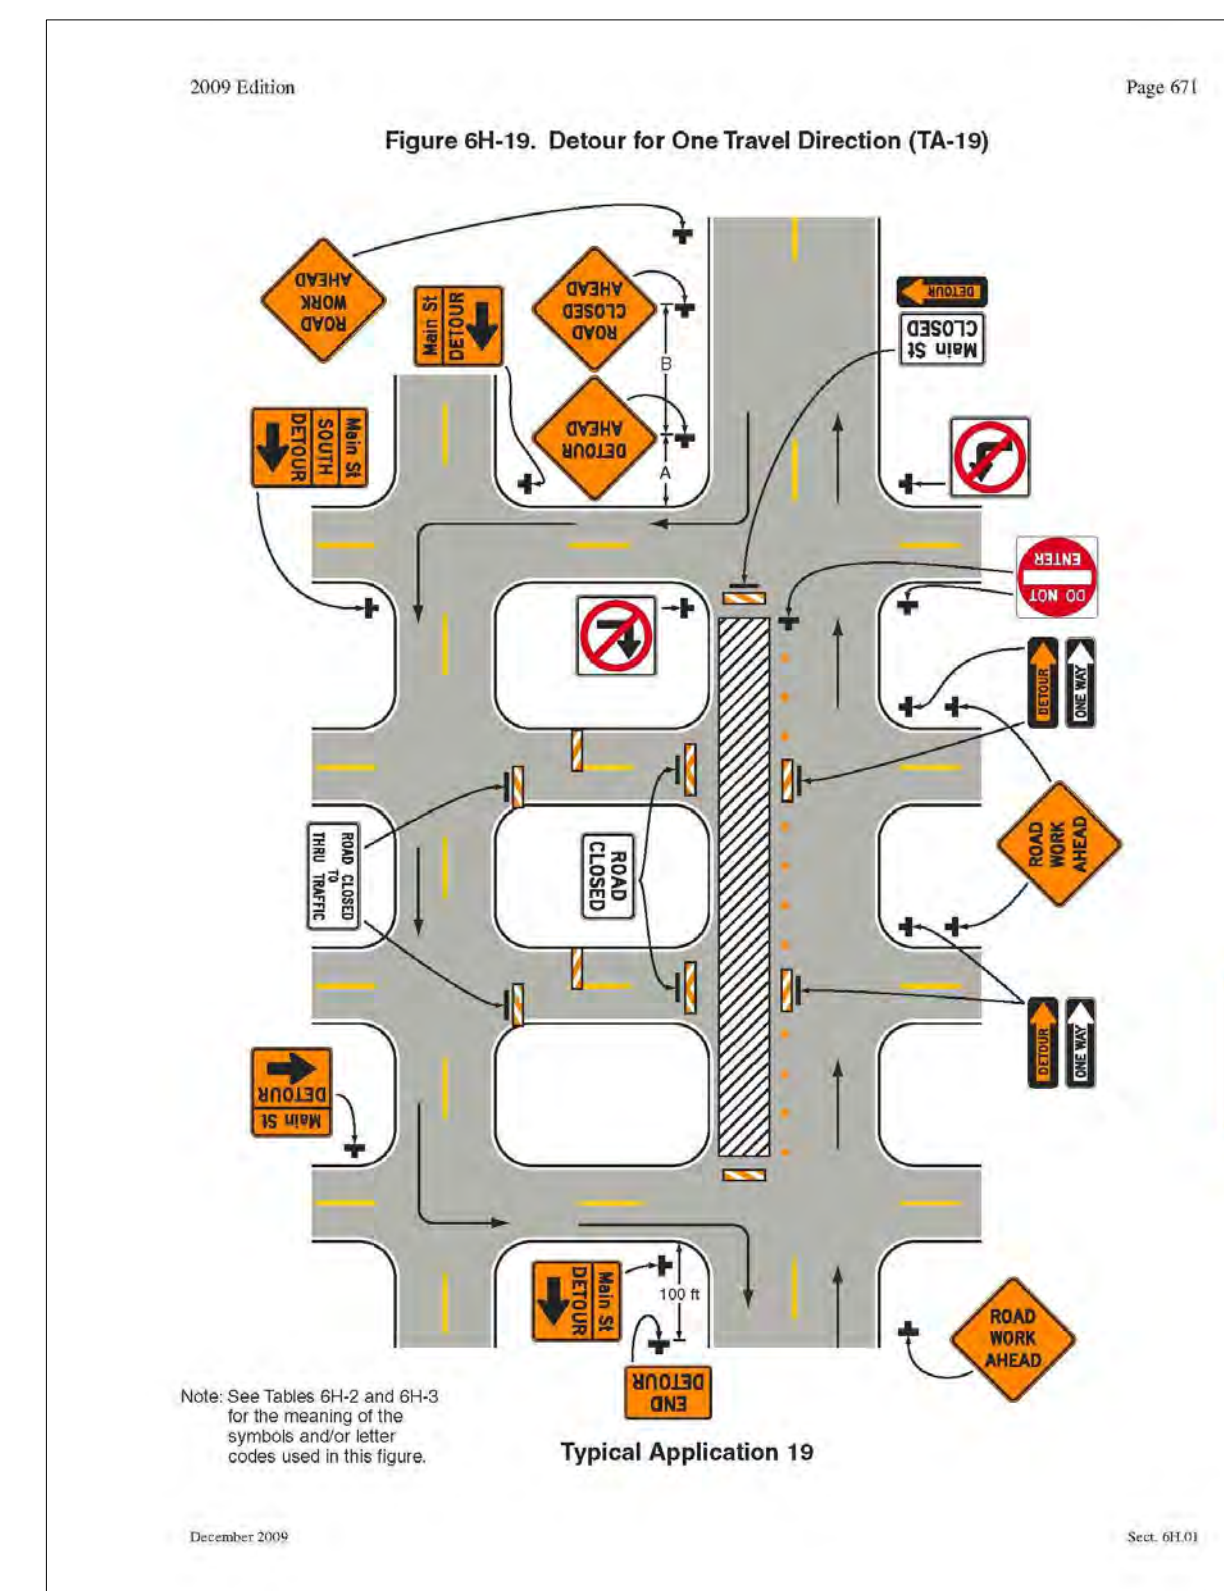 2009 Edition
Page 671
Figure 6H-19. Detour for One Travel Direction (TA-19)
ROAD
WORK
AHEAD
Main St
DETOUR
ROAD
CLOSED
AHEAD
B
DETOUR
AHEAD
A
DETOUR
Main St
CLOSED
Main St
SOUTH
DETOUR
DO NOT
ENTER
DETOUR
ONE WAY
ROAD CLOSED
TO
THRU TRAFFIC
ROAD
CLOSED
ROAD
WORK
AHEAD
DETOUR
ONE WAY
Main St
DETOUR
Main St
DETOUR
100 ft
END
DETOUR
ROAD
WORK
AHEAD
Note: See Tables 6H-2 and 6H-3
for the meaning of the
symbols and/or letter
codes used in this figure.
Typical Application 19
December 2009
Sect. 6H.01